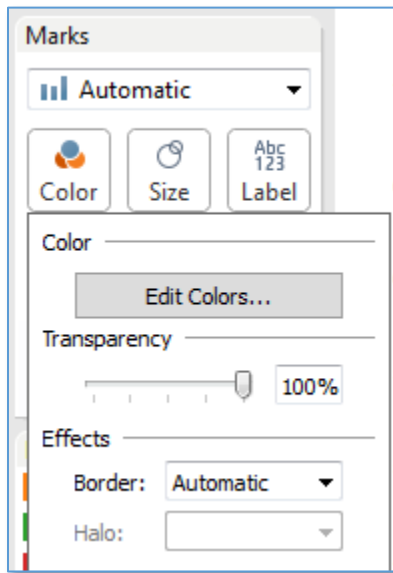 Marks
Automatic
Abc
123
Color Size Label
Color
Edit Colors...
Transparency
100%
Effects
Border: Automatic
Halo: